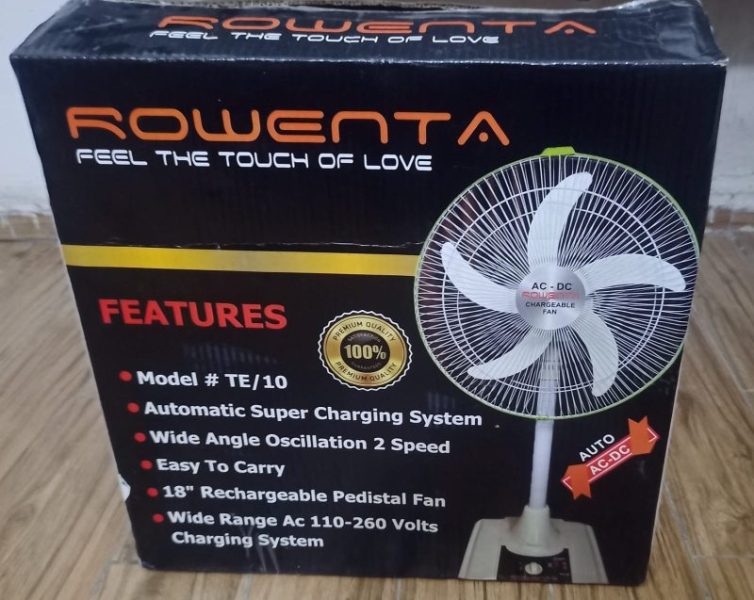 ROWENTA
FEEL THE TOUCH OF LOVE
ROWENTA
FEEL THE TOUCH OF LOVE
FEATURES
PREMIUM QUALITY
100%
PREMIUM QUALITY
Model # TE/10
Automatic Super Charging System
Wide Angle Oscillation 2 Speed
Easy To Carry
18" Rechargeable Pedistal Fan
Wide Range Ac 110-260 Volts
Charging System
AC - DC
ROWENTA
CHARGEABLE
FAN
AUTO
AC-DC